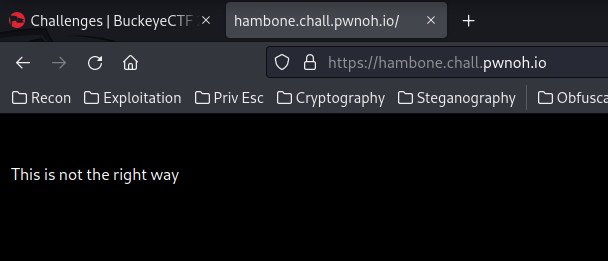 Challenges | BuckeyeCTF
hambone.chall.pwnoh.io/
https://hambone.chall.pwnoh.io
Recon Exploitation Priv Esc Cryptography Steganography Obfusca
This is not the right way